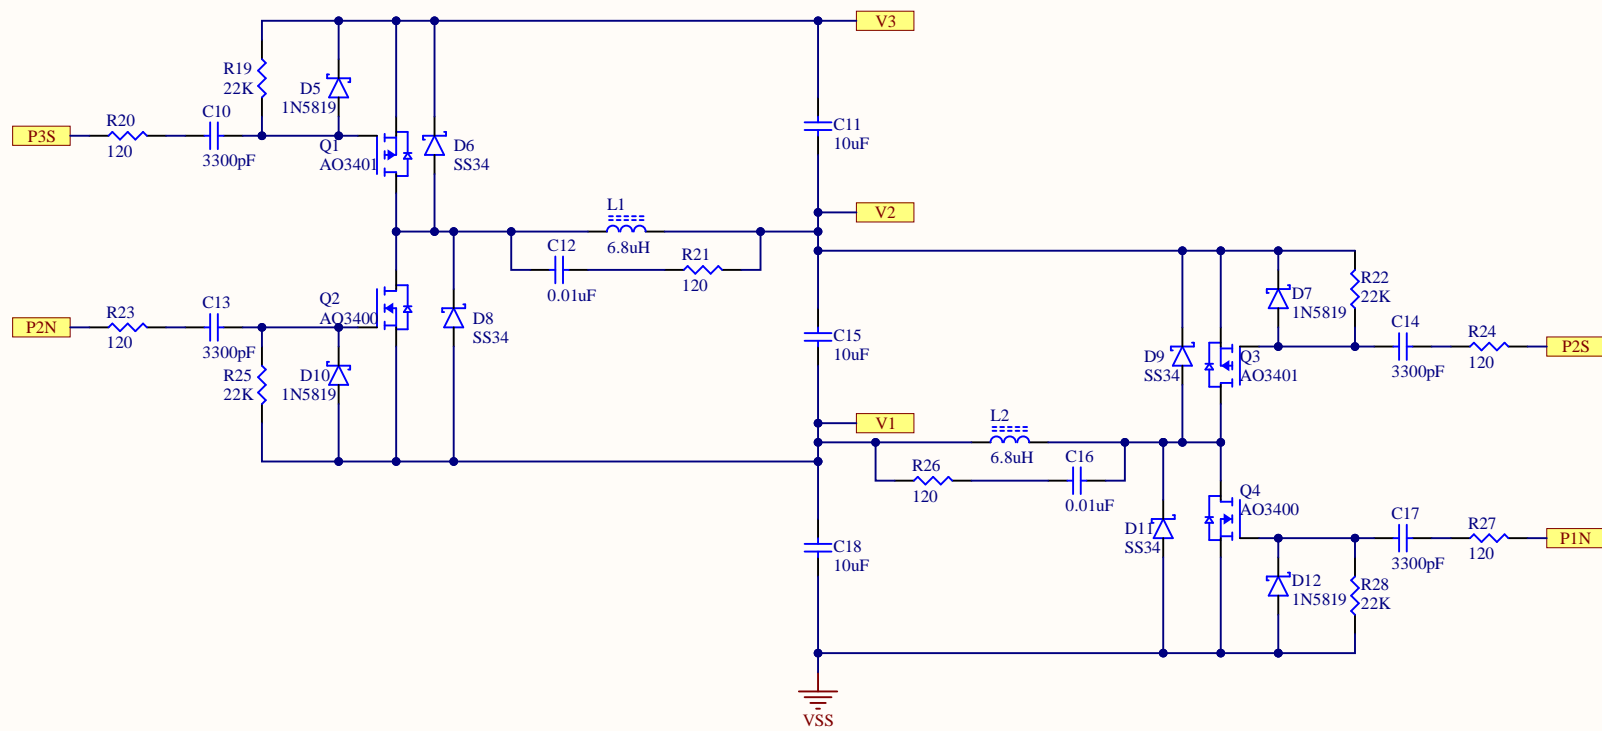 V3
R19
22K
D5
1N5819
C10
3300pF
P3S
R20
120
Q1
AO3401
D6
SS34
C11
10uF
L1
6.8uH
V2
C12
0.01uF
R21
120
P2N
R23
120
C13
3300pF
Q2
AO3400
D8
SS34
R25
22K
D10
1N5819
C15
10uF
D7
1N5819
R22
22K
D9
SS34
Q3
AO3401
C14
3300pF
R24
120
P2S
V1
L2
6.8uH
R26
120
C16
0.01uF
Q4
AO3400
D11
SS34
C17
3300pF
R27
120
P1N
C18
10uF
D12
1N5819
R28
22K
VSS